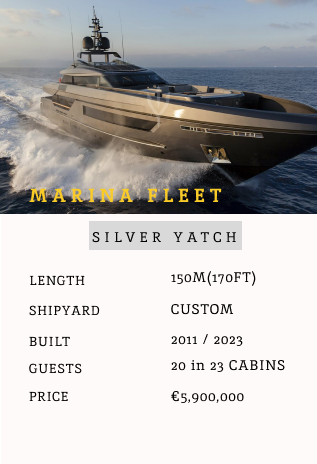 MARINA FLEET
SILVER YATCH
LENGTH 150M(170FT)
SHIPYARD CUSTOM
BUILT 2011 / 2023
GUESTS 20 in 23 CABINS
PRICE €5,900,000